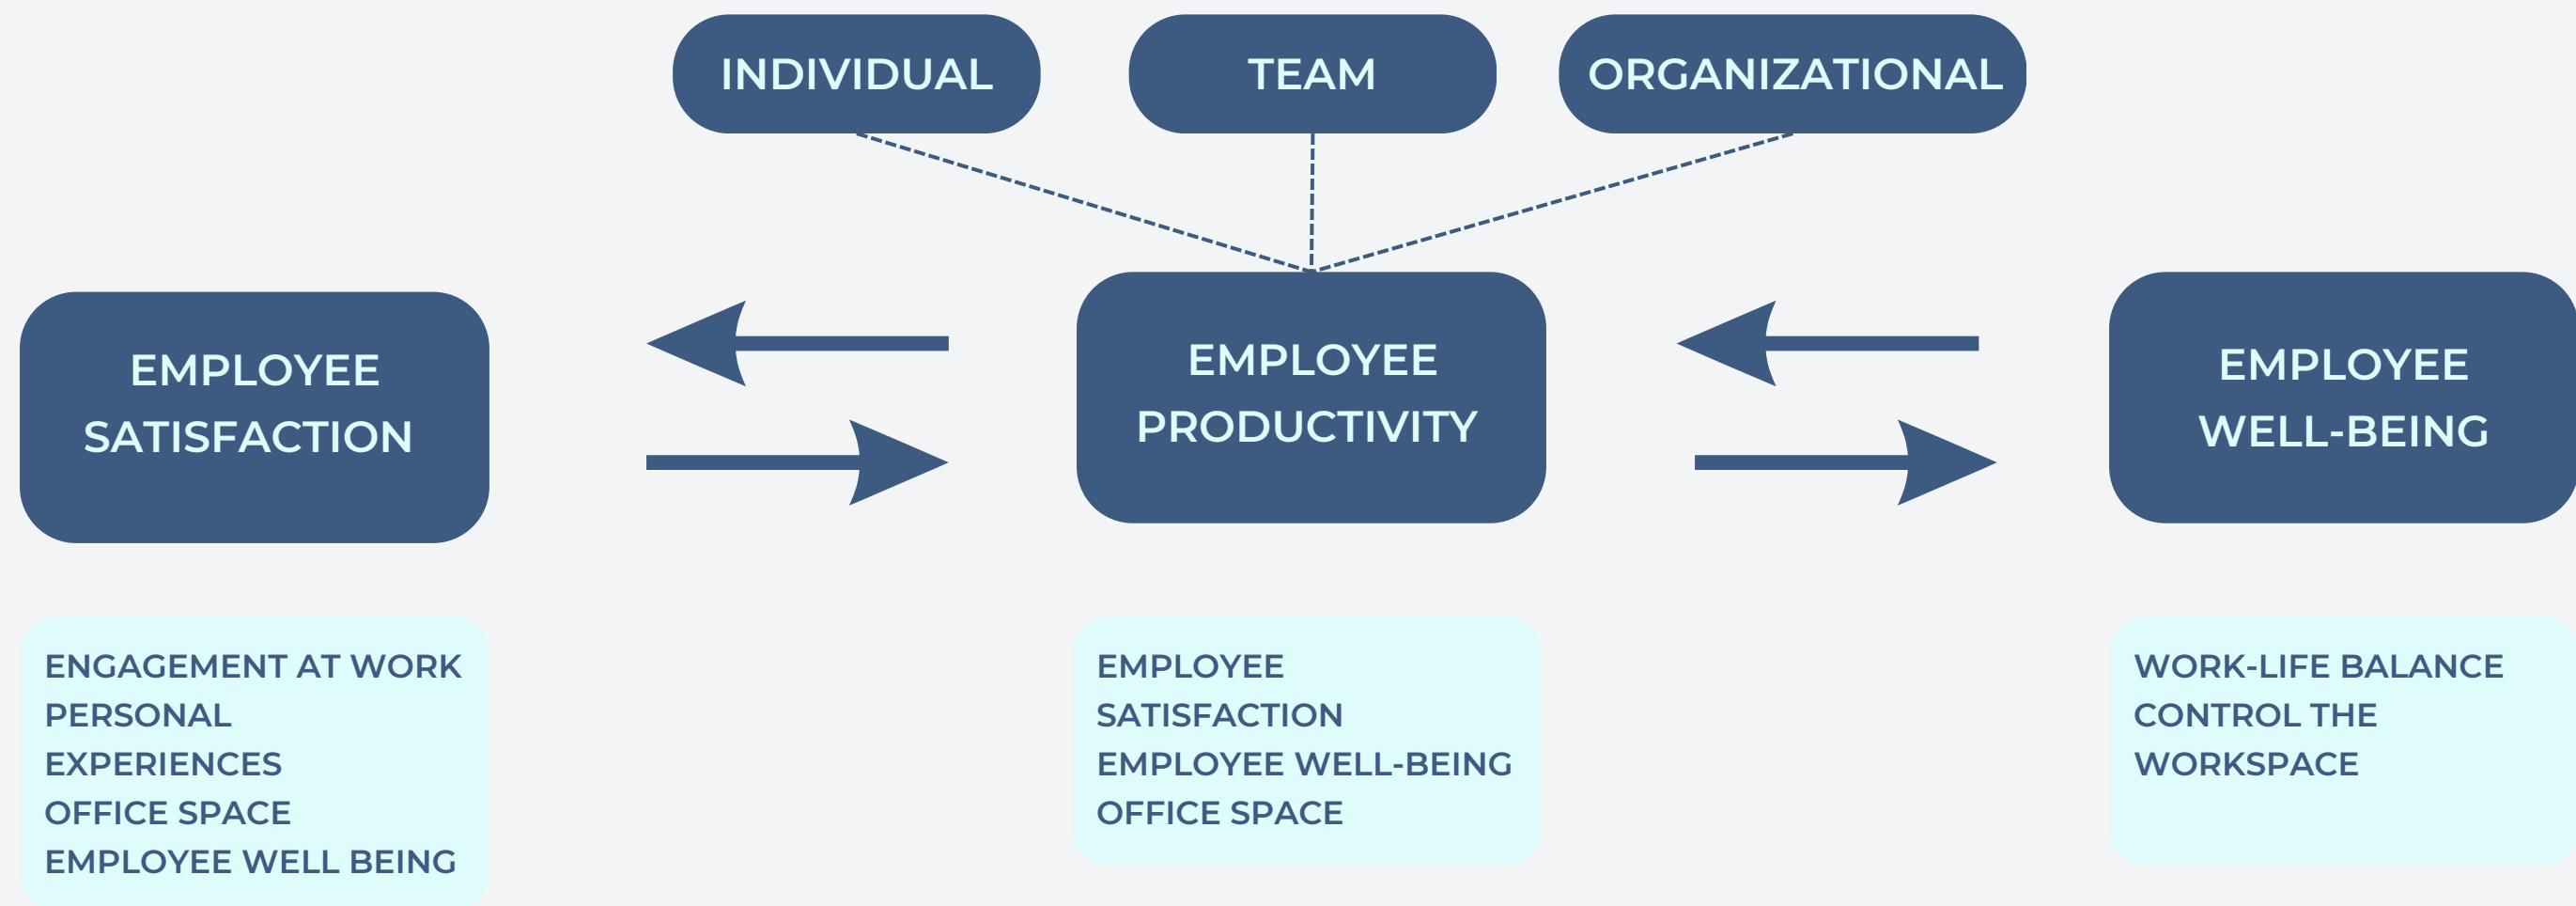 INDIVIDUAL
TEAM
ORGANIZATIONAL
EMPLOYEE
SATISFACTION
EMPLOYEE
PRODUCTIVITY
EMPLOYEE
WELL-BEING
ENGAGEMENT AT WORK
PERSONAL
EXPERIENCES
OFFICE SPACE
EMPLOYEE WELL BEING
EMPLOYEE
SATISFACTION
EMPLOYEE WELL-BEING
OFFICE SPACE
WORK-LIFE BALANCE
CONTROL THE
WORKSPACE